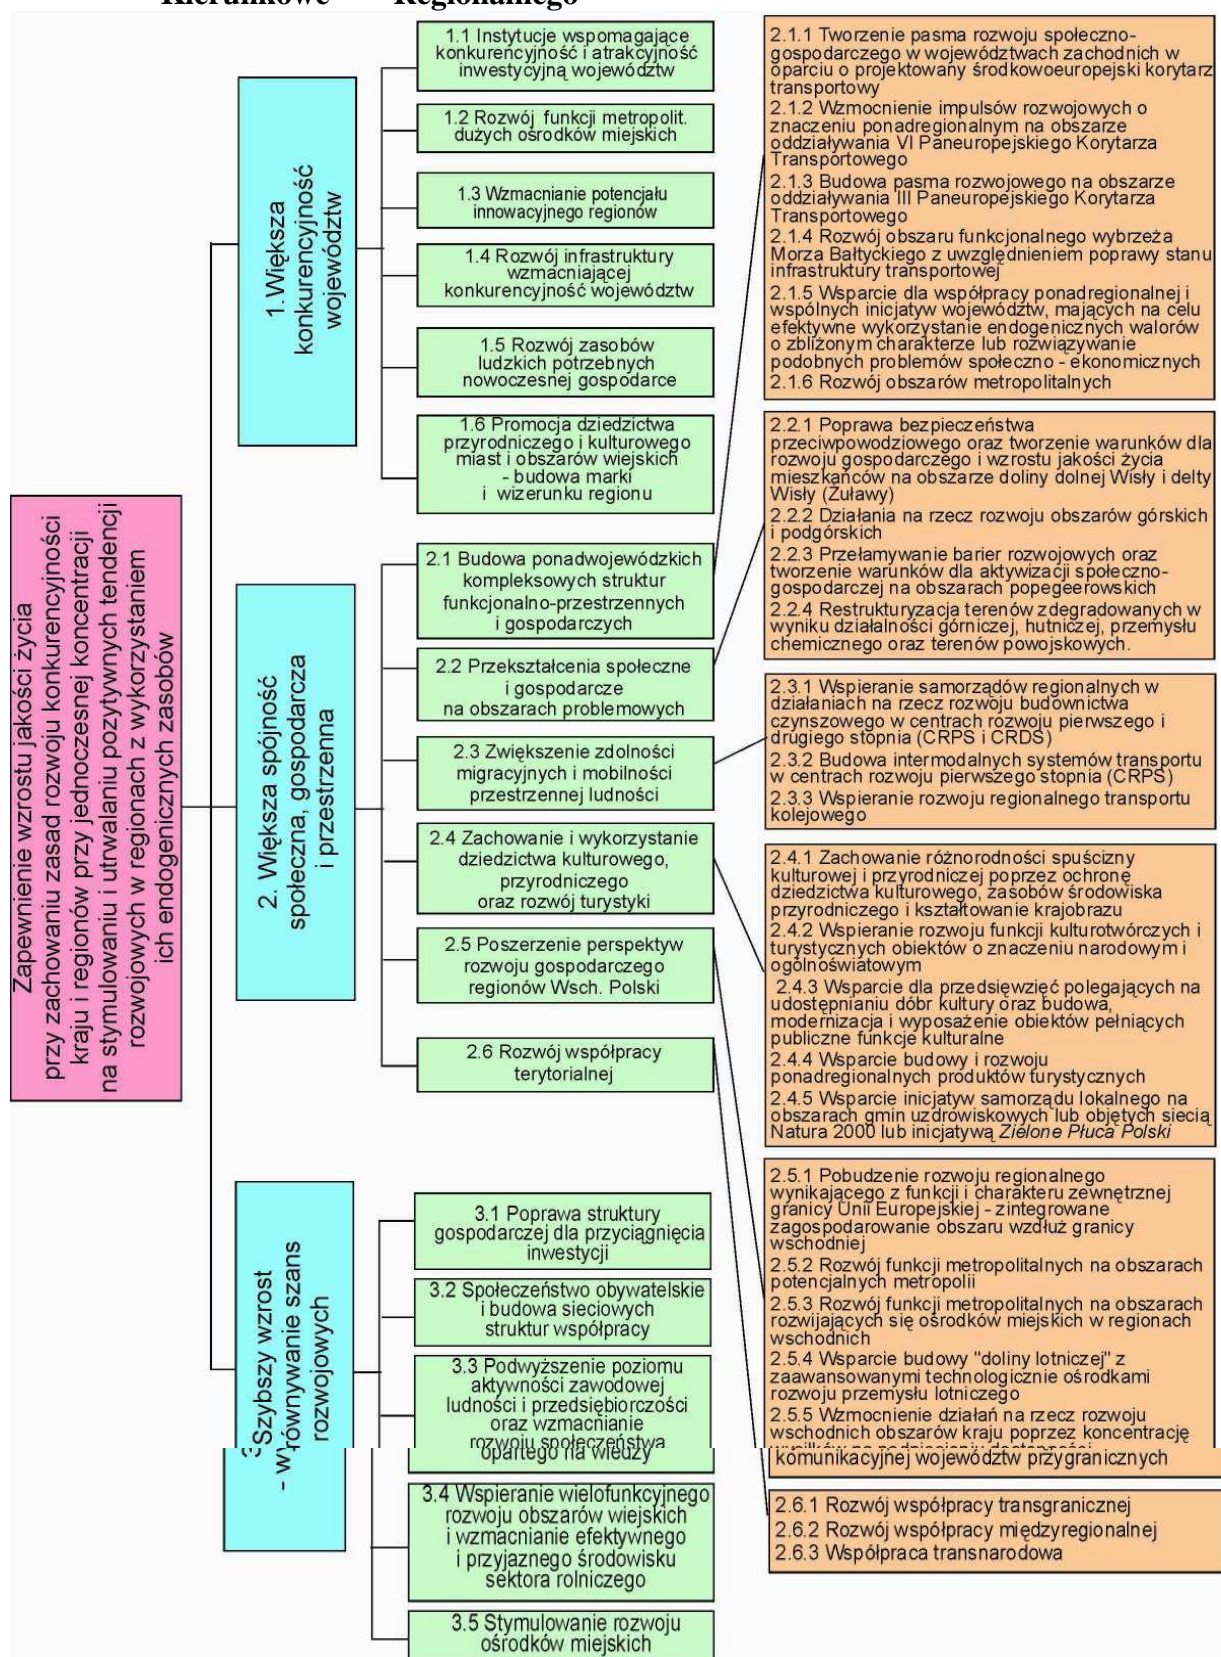 Kierunkowe Regionalnego
Zapewnienie wzrostu jakości życia
przy zachowaniu zasad rozwoju konkurencyjności
kraju i regionów przy jednoczesnej koncentracji
na stymulowaniu i utrwalaniu pozytywnych tendencji
rozwojowych w regionach z wykorzystaniem
ich endogenicznych zasobów
1.Większa
konkurencyjność
województw
1.1 Instytucje wspomagające
konkurencyjność i atrakcyjność
inwestycyjną województw
1.2 Rozwój funkcji metropolit.
dużych ośrodków miejskich
1.3 Wzmacnianie potencjału
innowacyjnego regionów
1.4 Rozwój infrastruktury
wzmacniającej
konkurencyjność województw
1.5 Rozwój zasobów
ludzkich potrzebnych
nowoczesnej gospodarce
1.6 Promocja dziedzictwa
przyrodniczego i kulturowego
miast i obszarów wiejskich
- budowa marki
i wizerunku regionu
2. Większa spójność
społeczna, gospodarcza
i przestrzenna
2.1 Budowa ponadwojewódzkich
kompleksowych struktur
funkcjonalno-przestrzennych
i gospodarczych
2.2 Przekształcenia społeczne
i gospodarcze
na obszarach problemowych
2.3 Zwiększenie zdolności
migracyjnych i mobilności
przestrzennej ludności
2.4 Zachowanie i wykorzystanie
dziedzictwa kulturowego,
przyrodniczego
oraz rozwój turystyki
2.5 Poszerzenie perspektyw
rozwoju gospodarczego
regionów Wsch. Polski
2.6 Rozwój współpracy
terytorialnej
Szybszy wzrost
- wyrównywanie szans
rozwojowych
3.1 Poprawa struktury
gospodarczej dla przyciągnięcia
inwestycji
3.2 Społeczeństwo obywatelskie
i budowa sieciowych
struktur współpracy
3.3 Podwyższenie poziomu
aktywności zawodowej
ludności i przedsiębiorczości
oraz wzmacnianie
rozwoju społeczeństwa
opartego na wiedzy
3.4 Wspieranie wielofunkcyjnego
rozwoju obszarów wiejskich
i wzmacnianie efektywnego
i przyjaznego środowisku
sektora rolniczego
3.5 Stymulowanie rozwoju
ośrodków miejskich
2.1.1 Tworzenie pasma rozwoju społeczno-
gospodarczego w województwach zachodnich w
oparciu o projektowany środkowoeuropejski korytarz
transportowy
2.1.2 Wzmocnienie impulsów rozwojowych o
znaczeniu ponadregionalnym na obszarze
oddziaływania VI Paneuropejskiego Korytarza
Transportowego
2.1.3 Budowa pasma rozwojowego na obszarze
oddziaływania III Paneuropejskiego Korytarza
Transportowego
2.1.4 Rozwój obszaru funkcjonalnego wybrzeża
Morza Bałtyckiego z uwzględnieniem poprawy stanu
infrastruktury transportowej
2.1.5 Wsparcie dla współpracy ponadregionalnej i
wspólnych inicjatyw województw, mających na celu
efektywne wykorzystanie endogenicznych walorów
o zbliżonym charakterze lub rozwiązywanie
podobnych problemów społeczno - ekonomicznych
2.1.6 Rozwój obszarów metropolitalnych
2.2.1 Poprawa bezpieczeństwa
przeciwpowodziowego oraz tworzenie warunków dla
rozwoju gospodarczego i wzrostu jakości życia
mieszkańców na obszarze doliny dolnej Wisły i delty
Wisły (Żuławy)
2.2.2 Działania na rzecz rozwoju obszarów górskich
i podgórskich
2.2.3 Przełamywanie barier rozwojowych oraz
tworzenie warunków dla aktywizacji społeczno-
gospodarczej na obszarach popegeerowskich
2.2.4 Restrukturyzacja terenów zdegradowanych w
wyniku działalności górniczej, hutniczej, przemysłu
chemicznego oraz terenów powojskowych.
2.3.1 Wspieranie samorządów regionalnych w
działaniach na rzecz rozwoju budownictwa
czynszowego w centrach rozwoju pierwszego i
drugiego stopnia (CRPS i CRDS)
2.3.2 Budowa intermodalnych systemów transportu
w centrach rozwoju pierwszego stopnia (CRPS)
2.3.3 Wspieranie rozwoju regionalnego transportu
kolejowego
2.4.1 Zachowanie różnorodności spuścizny
kulturowej i przyrodniczej poprzez ochronę
dziedzictwa kulturowego, zasobów środowiska
przyrodniczego i kształtowanie krajobrazu
2.4.2 Wspieranie rozwoju funkcji kulturotwórczych i
turystycznych obiektów o znaczeniu narodowym i
ogólnoświatowym
2.4.3 Wsparcie dla przedsięwzięć polegających na
udostępnianiu dóbr kultury oraz budowa,
modernizacja i wyposażenie obiektów pełniących
publiczne funkcje kulturalne
2.4.4 Wsparcie budowy i rozwoju
ponadregionalnych produktów turystycznych
2.4.5 Wsparcie inicjatyw samorządu lokalnego na
obszarach gmin uzdrowiskowych lub objętych siecią
Natura 2000 lub inicjatywą Zielone Płuca Polski
2.5.1 Pobudzenie rozwoju regionalnego
wynikającego z funkcji i charakteru zewnętrznej
granicy Unii Europejskiej - zintegrowane
zagospodarowanie obszaru wzdłuż granicy
wschodniej
2.5.2 Rozwój funkcji metropolitalnych na obszarach
potencjalnych metropolii
2.5.3 Rozwój funkcji metropolitalnych na obszarach
rozwijających się ośrodków miejskich w regionach
wschodnich
2.5.4 Wsparcie budowy "doliny lotniczej" z
zaawansowanymi technologicznie ośrodkami
rozwoju przemysłu lotniczego
2.5.5 Wzmocnienie działań na rzecz rozwoju
wschodnich obszarów kraju poprzez koncentrację
komunikacyjnej województw przygranicznych
2.6.1 Rozwój współpracy transgranicznej
2.6.2 Rozwój współpracy międzyregionalnej
2.6.3 Współpraca transnarodowa